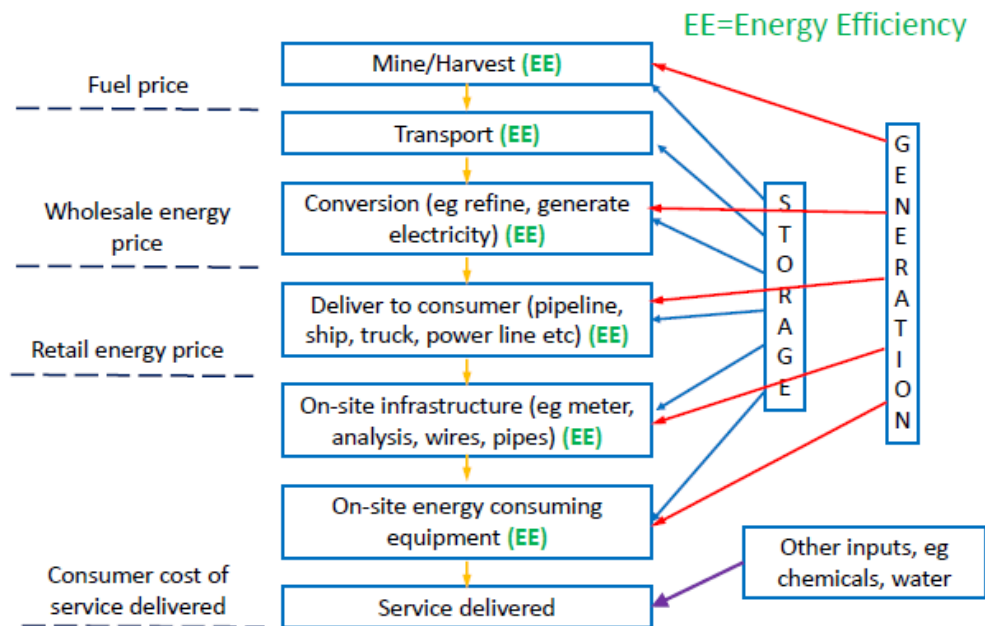 EE=Energy Efficiency
Mine/Harvest (EE)
Fuel price
Transport (EE)
Wholesale energy
price
Conversion (eg refine, generate
electricity) (EE)
Deliver to consumer (pipeline,
ship, truck, power line etc) (EE)
Retail energy price
On-site infrastructure (eg meter,
analysis, wires, pipes) (EE)
On-site energy consuming
equipment (EE)
Consumer cost of
service delivered
Service delivered
STORAGE
GENERATION
Other inputs, eg
chemicals, water